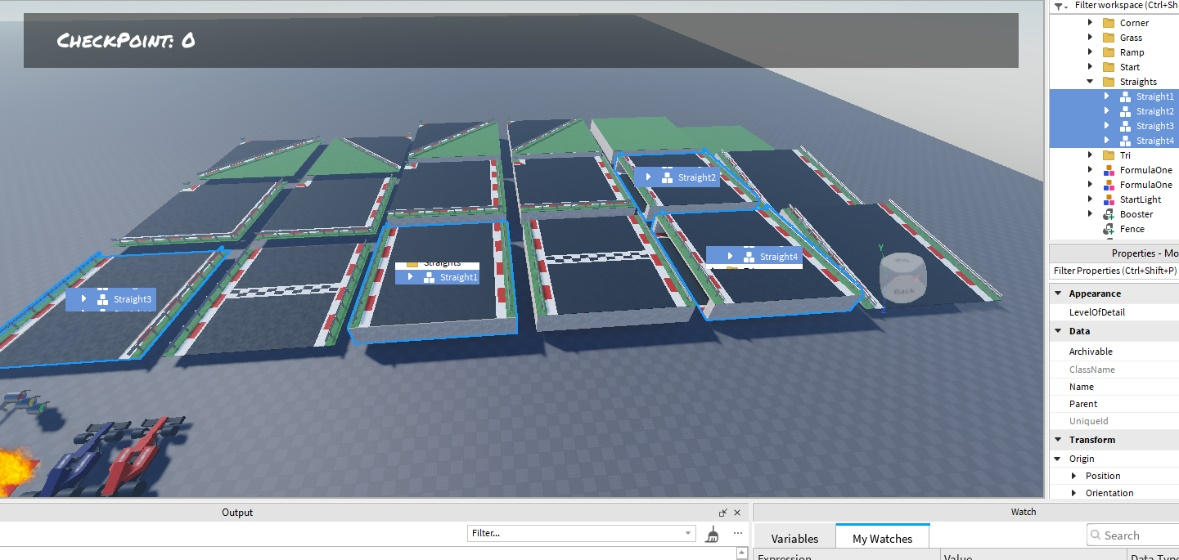 Filter workspace (Ctrl+Sh
CheckPoint: 0
Corner
Grass
Ramp
Start
Straights
Straight1
Straight2
Straight3
Straight4
Tri
FormulaOne
FormulaOne
StartLight
Booster
Fence
Straight2
Straight4
Straights
Straight1
Straight3
Y
Back
Properties - Mo
Filter Properties (Ctrl+Shift+P)
Appearance
LevelOfDetail
Data
Archivable
ClassName
Name
Parent
UniqueId
Transform
Origin
Position
Orientation
Output
Watch
Filter...
Variables
My Watches
Search
Expression
Value
Data Type